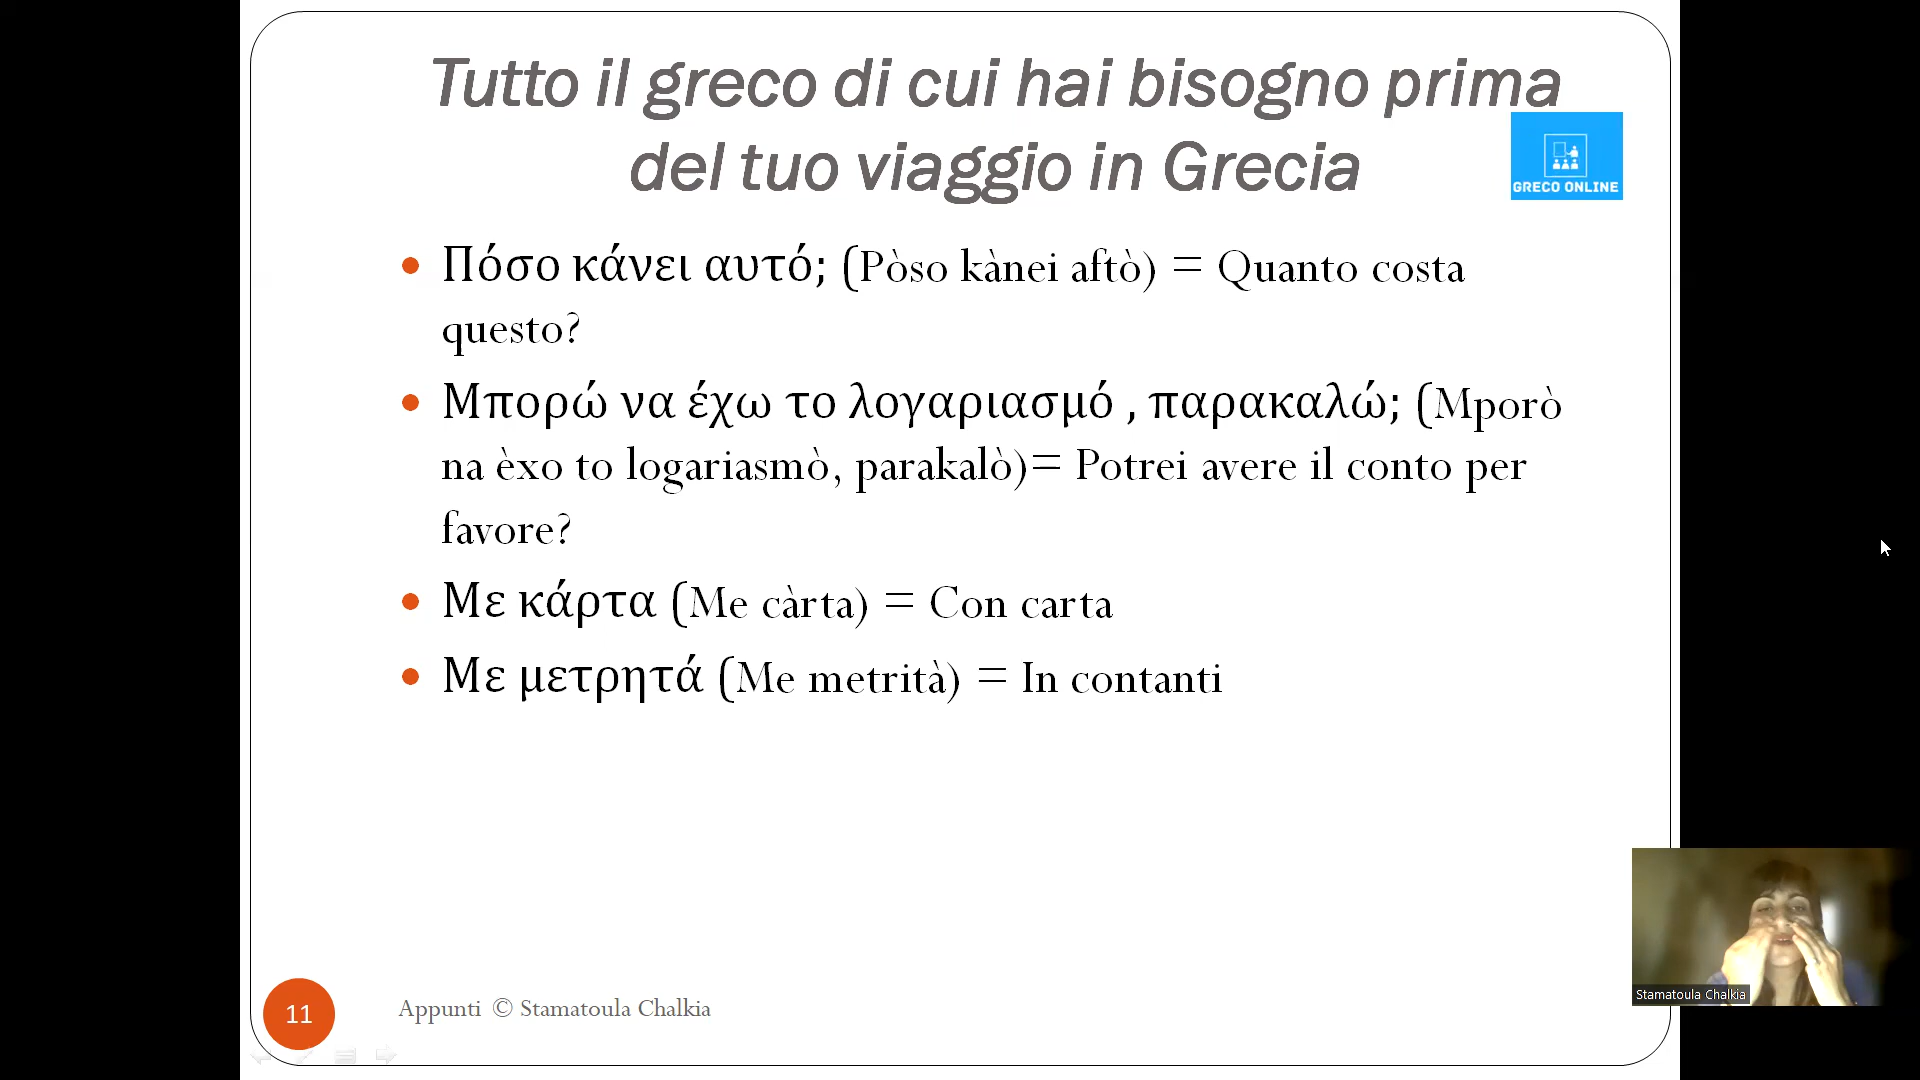 Tutto il greco di cui hai bisogno prima
del tuo viaggio in Grecia
GRECO ONLINE
• Πόσο κάνει αυτό; (Pòso kànei aftò) = Quanto costa
questo?
• Μπορώ να έχω το λογαριασμό , παρακαλώ; (Mporò
na èxo to logariasmò, parakalò)= Potrei avere il conto per
favore?
• Με κάρτα (Me càrta) = Con carta
• Με μετρητά (Me metrità) = In contanti
Stamatoula Chalkia
11
Appunti © Stamatoula Chalkia